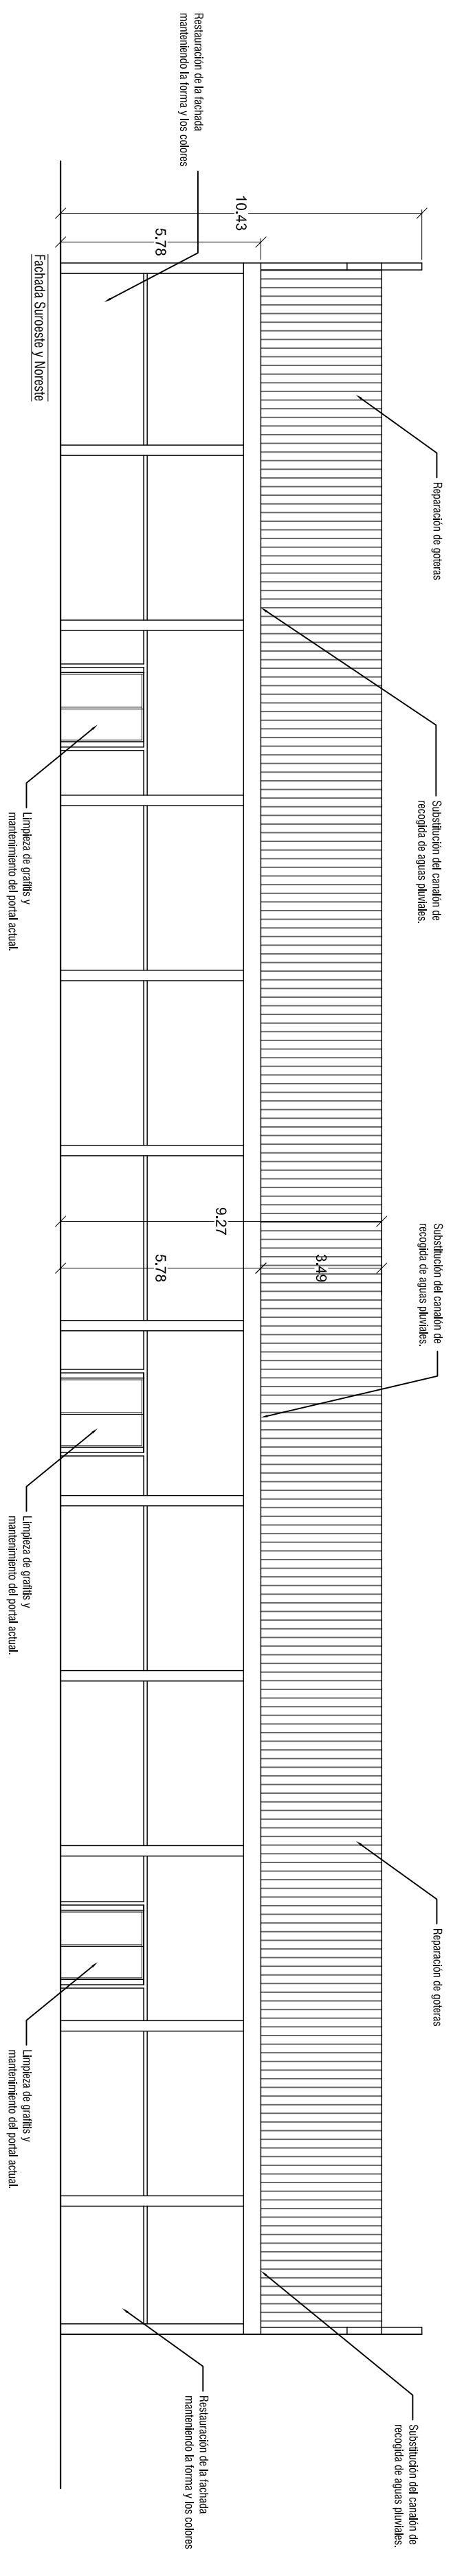 Reparación de goteras
Substitución del canalón de
recogida de aguas pluviales.
Substitución del canalón de
recogida de aguas pluviales.
Reparación de goteras
Substitución del canalón de
recogida de aguas pluviales.
Restauración de la fachada
manteniendo la forma y los colores
10.43
5.78
9.27
5.78
3.49
Restauración de la fachada
manteniendo la forma y los colores
Fachada Suroeste y Noreste
Limpieza de grafitis y
mantenimiento del portal actual.
Limpieza de grafitis y
mantenimiento del portal actual.
Limpieza de grafitis y
mantenimiento del portal actual.